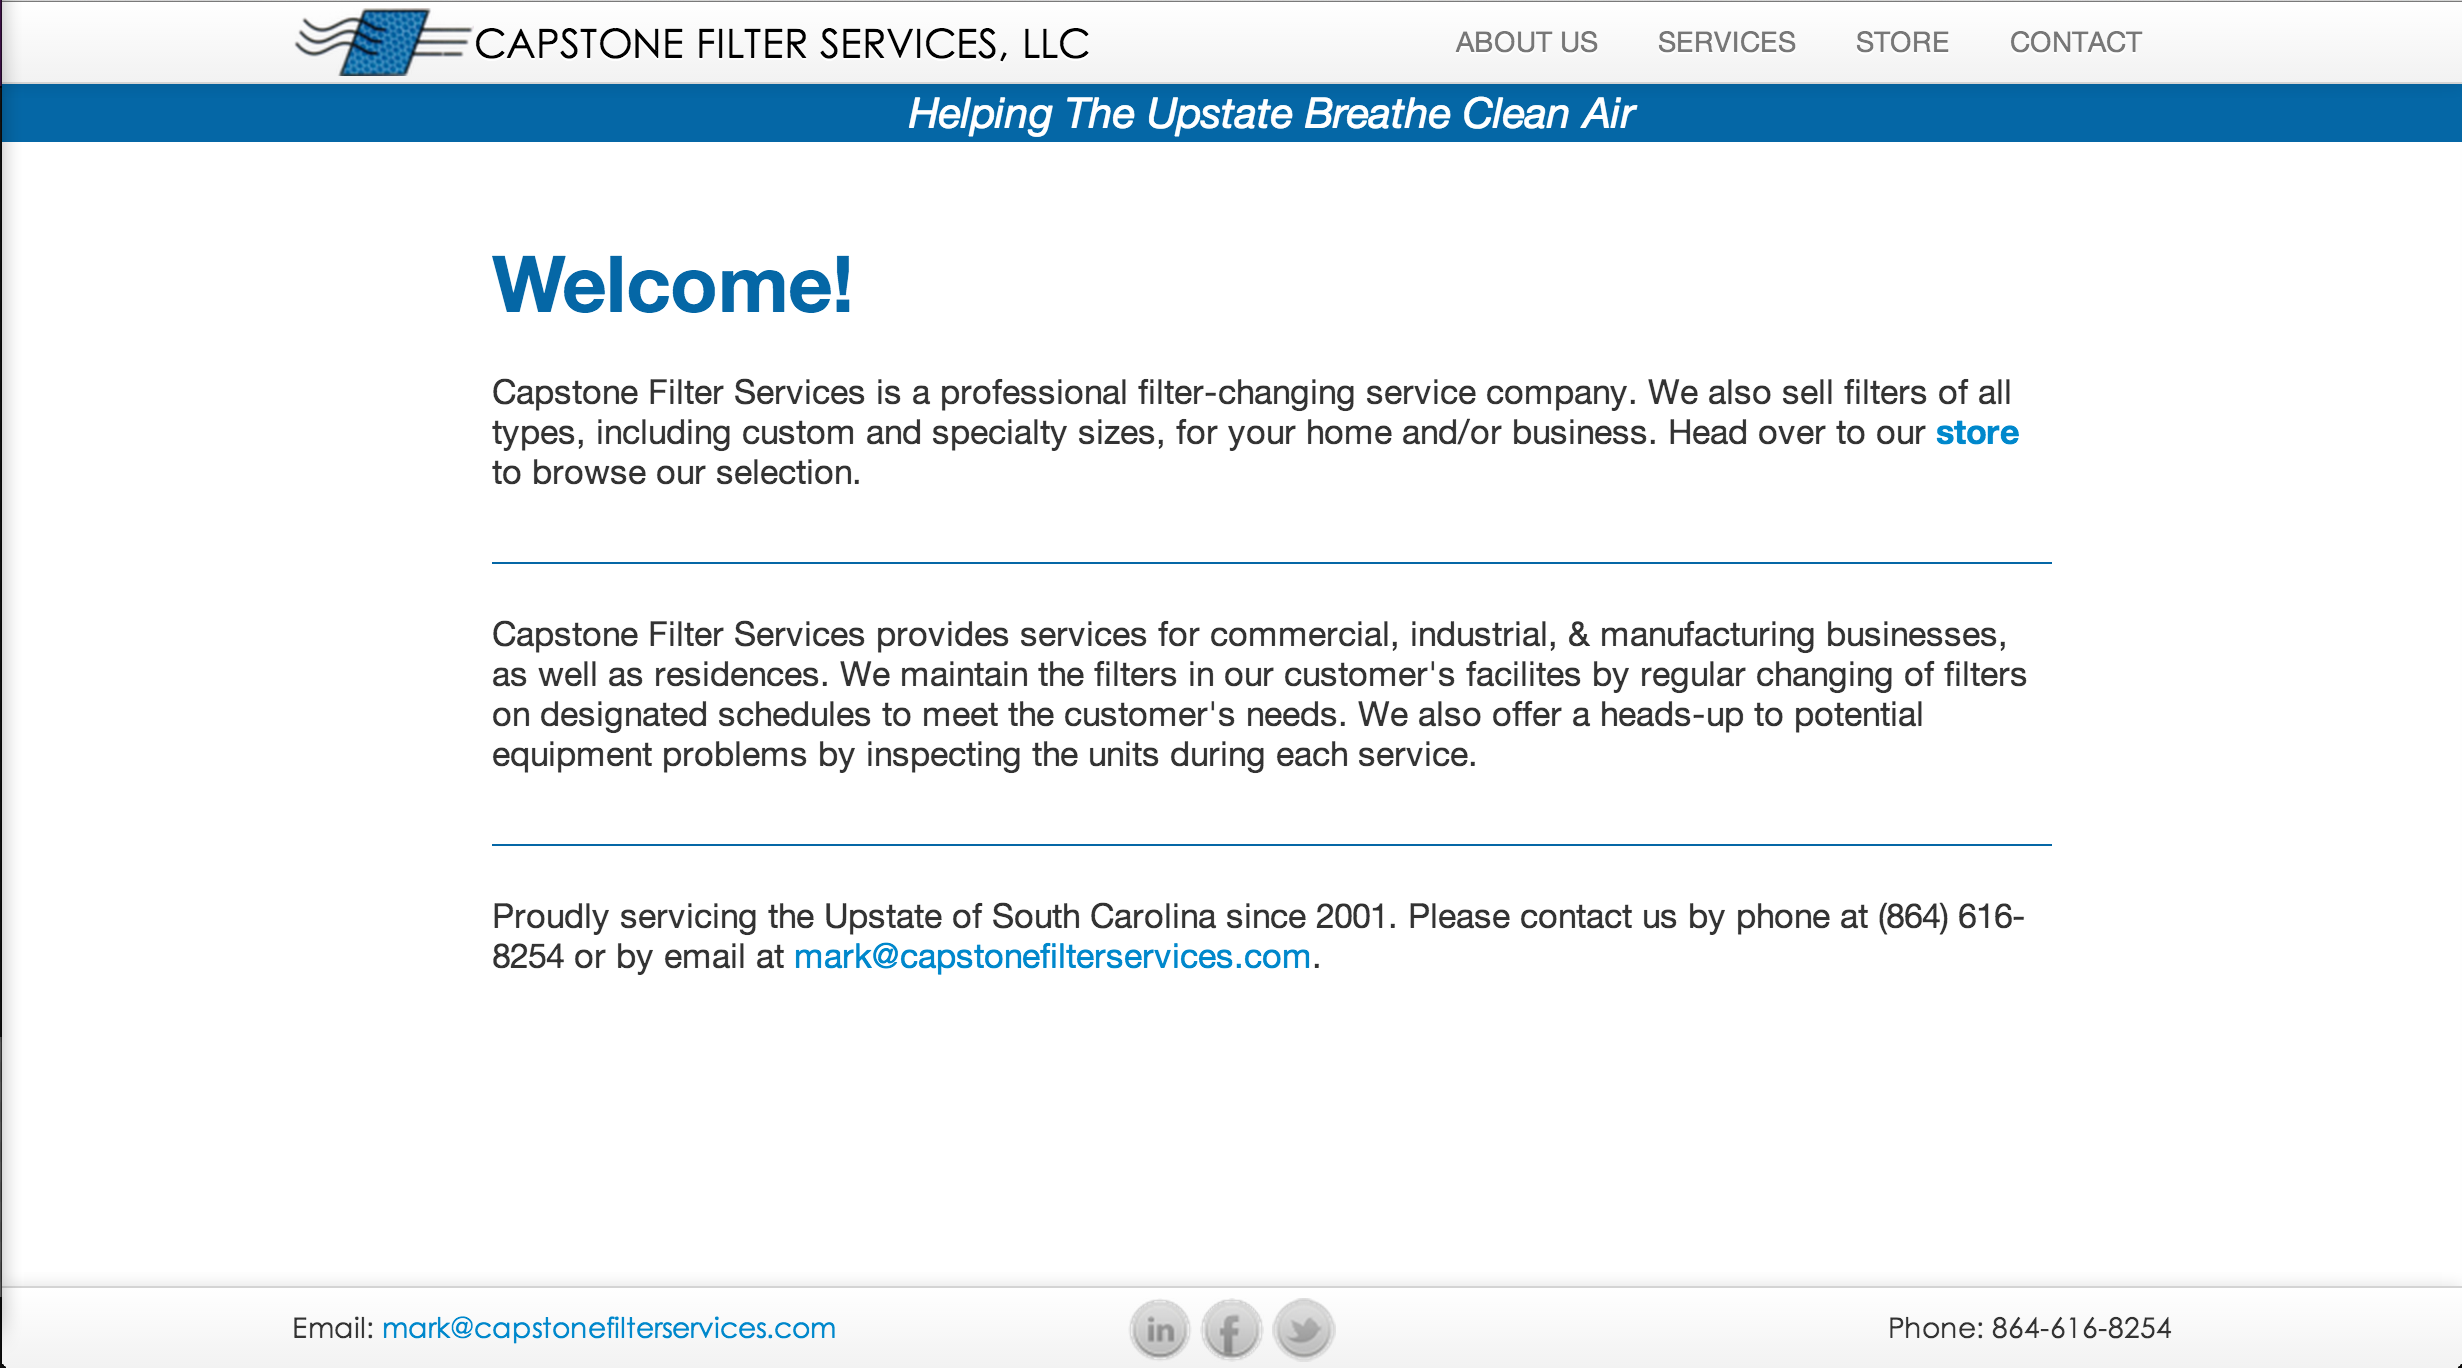 CAPSTONE FILTER SERVICES, LLC
ABOUT US
SERVICES
STORE
CONTACT
Helping The Upstate Breathe Clean Air
Welcome!
Capstone Filter Services is a professional filter-changing service company. We also sell filters of all
types, including custom and specialty sizes, for your home and/or business. Head over to our store
to browse our selection.
Capstone Filter Services provides services for commercial, industrial, & manufacturing businesses,
as well as residences. We maintain the filters in our customer's facilites by regular changing of filters
on designated schedules to meet the customer's needs. We also offer a heads-up to potential
equipment problems by inspecting the units during each service.
Proudly servicing the Upstate of South Carolina since 2001. Please contact us by phone at (864) 616-
8254 or by email at mark@capstonefilterservices.com.
Email: mark@capstonefilterservices.com
in
f
Phone: 864-616-8254